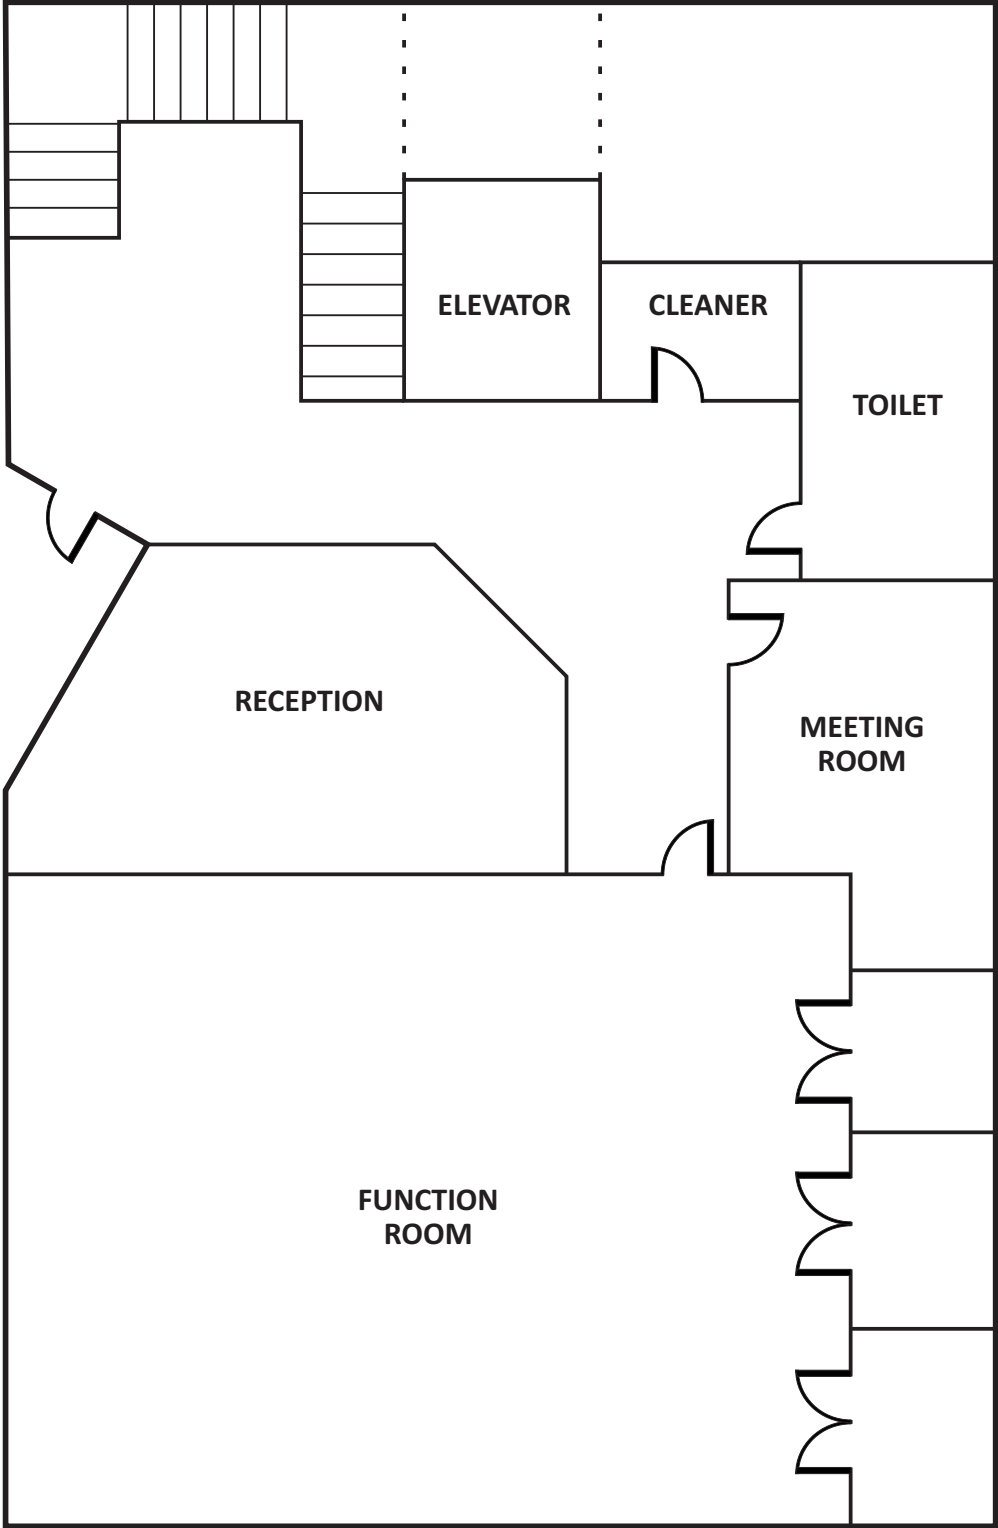 ELEVATOR
CLEANER
TOILET
RECEPTION
MEETING
ROOM
FUNCTION
ROOM